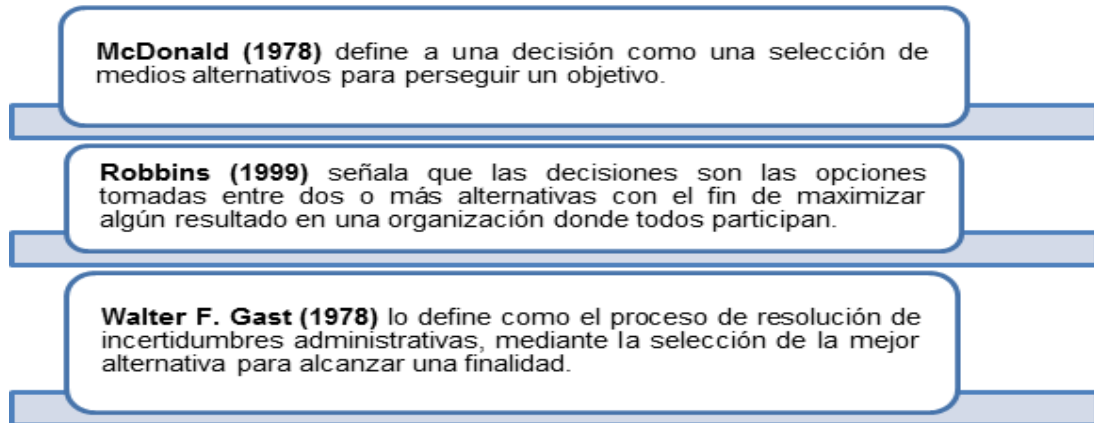 McDonald (1978) define a una decisión como una selección de
medios alternativos para perseguir un objetivo.
Robbins (1999) señala que las decisiones son las opciones
tomadas entre dos o más alternativas con el fin de maximizar
algún resultado en una organización donde todos participan.
Walter F. Gast (1978) lo define como el proceso de resolución de
incertidumbres administrativas, mediante la selección de la mejor
alternativa para alcanzar una finalidad.